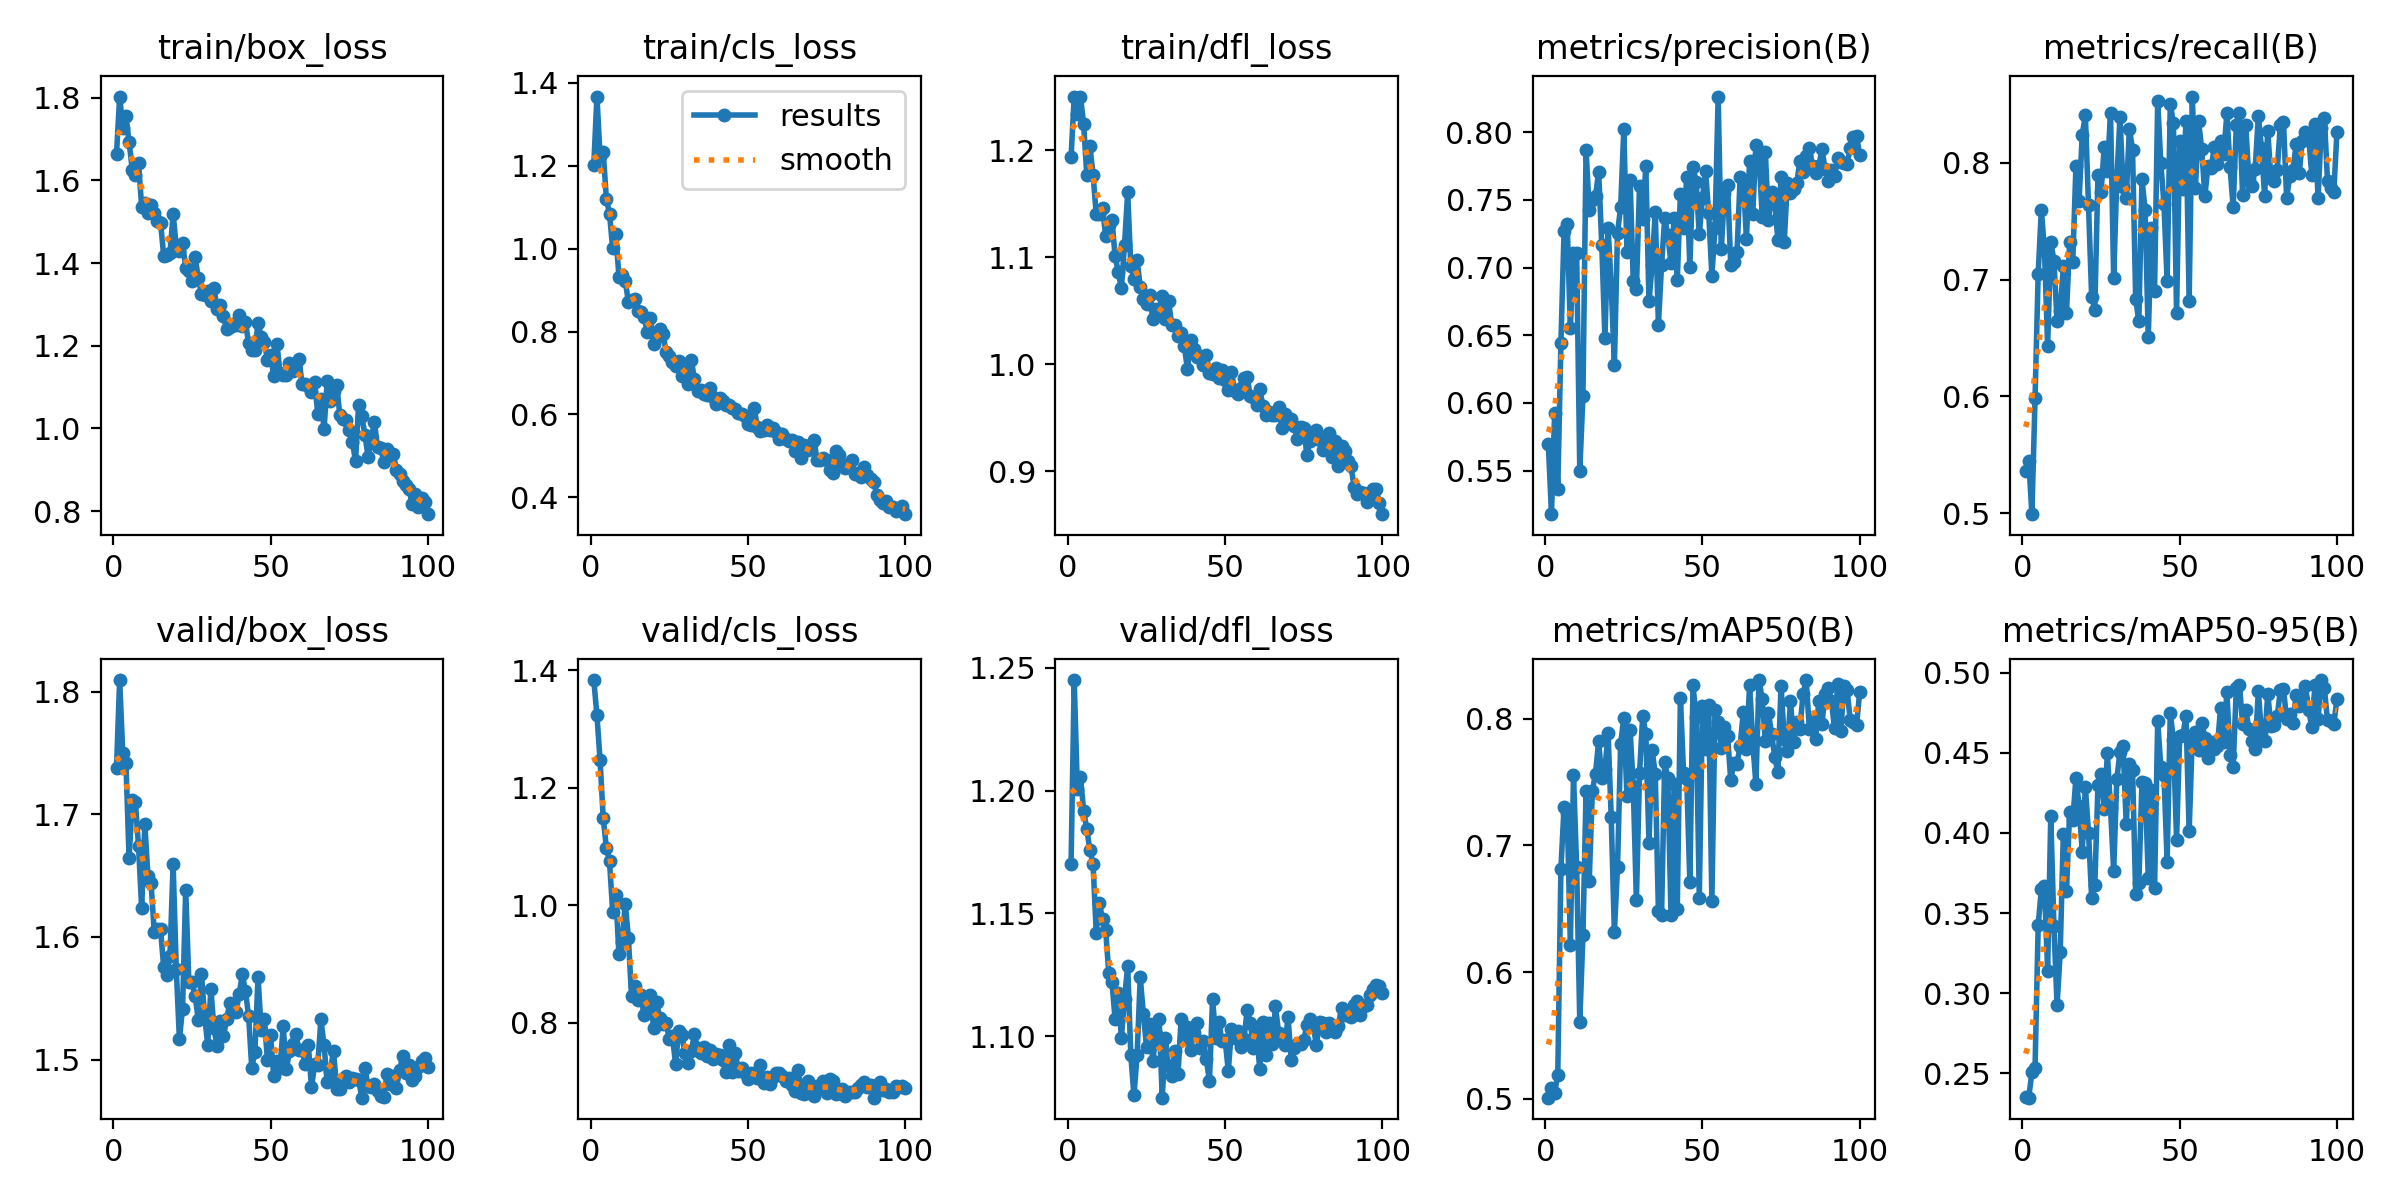 train/box_loss
1.8
1.6
1.4
1.2
1.0
0.8
0 50 100
train/cls_loss
results
smooth
1.4
1.2
1.0
0.8
0.6
0.4
0 50 100
train/dfl_loss
1.2
1.1
1.0
0.9
0 50 100
metrics/precision(B)
0.80
0.75
0.70
0.65
0.60
0.55
0 50 100
metrics/recall(B)
0.8
0.7
0.6
0.5
0 50 100
valid/box_loss
1.8
1.7
1.6
1.5
0 50 100
valid/cls_loss
1.4
1.2
1.0
0.8
0 50 100
valid/dfl_loss
1.25
1.20
1.15
1.10
0 50 100
metrics/mAP50(B)
0.8
0.7
0.6
0.5
0 50 100
metrics/mAP50-95(B)
0.50
0.45
0.40
0.35
0.30
0.25
0 50 100